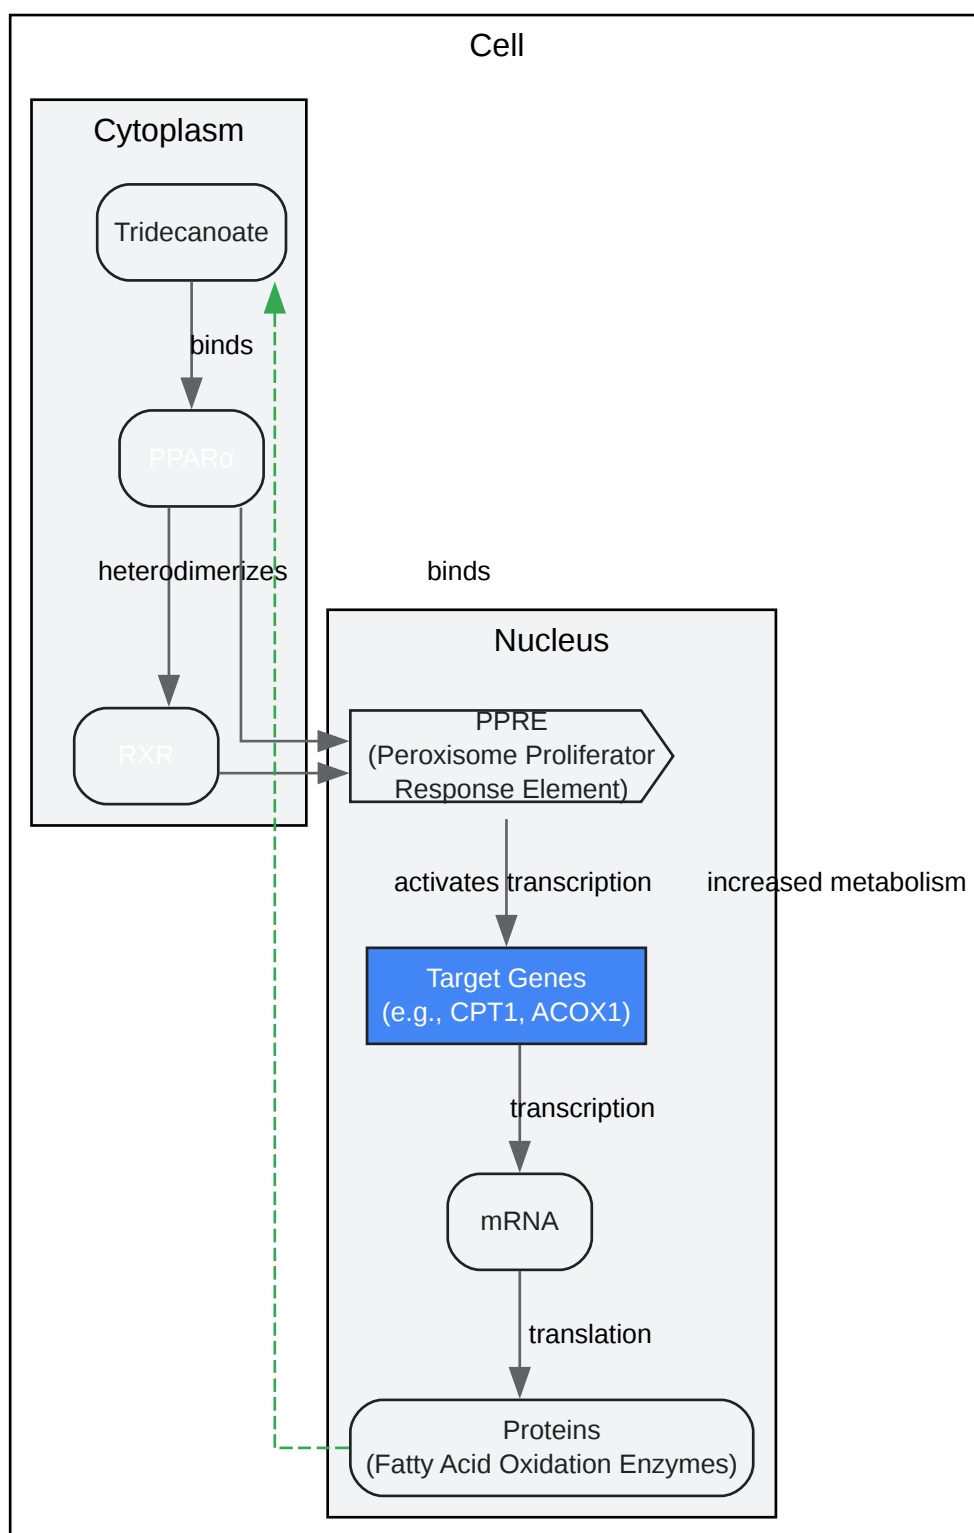 Cell
Cytoplasm
Tridecanoate
binds
PPARα
heterodimerizes
binds
Nucleus
RXR
PPRE
(Peroxisome Proliferator
Response Element)
activates transcription
increased metabolism
Target Genes
(e.g., CPT1, ACOX1)
transcription
mRNA
translation
Proteins
(Fatty Acid Oxidation Enzymes)